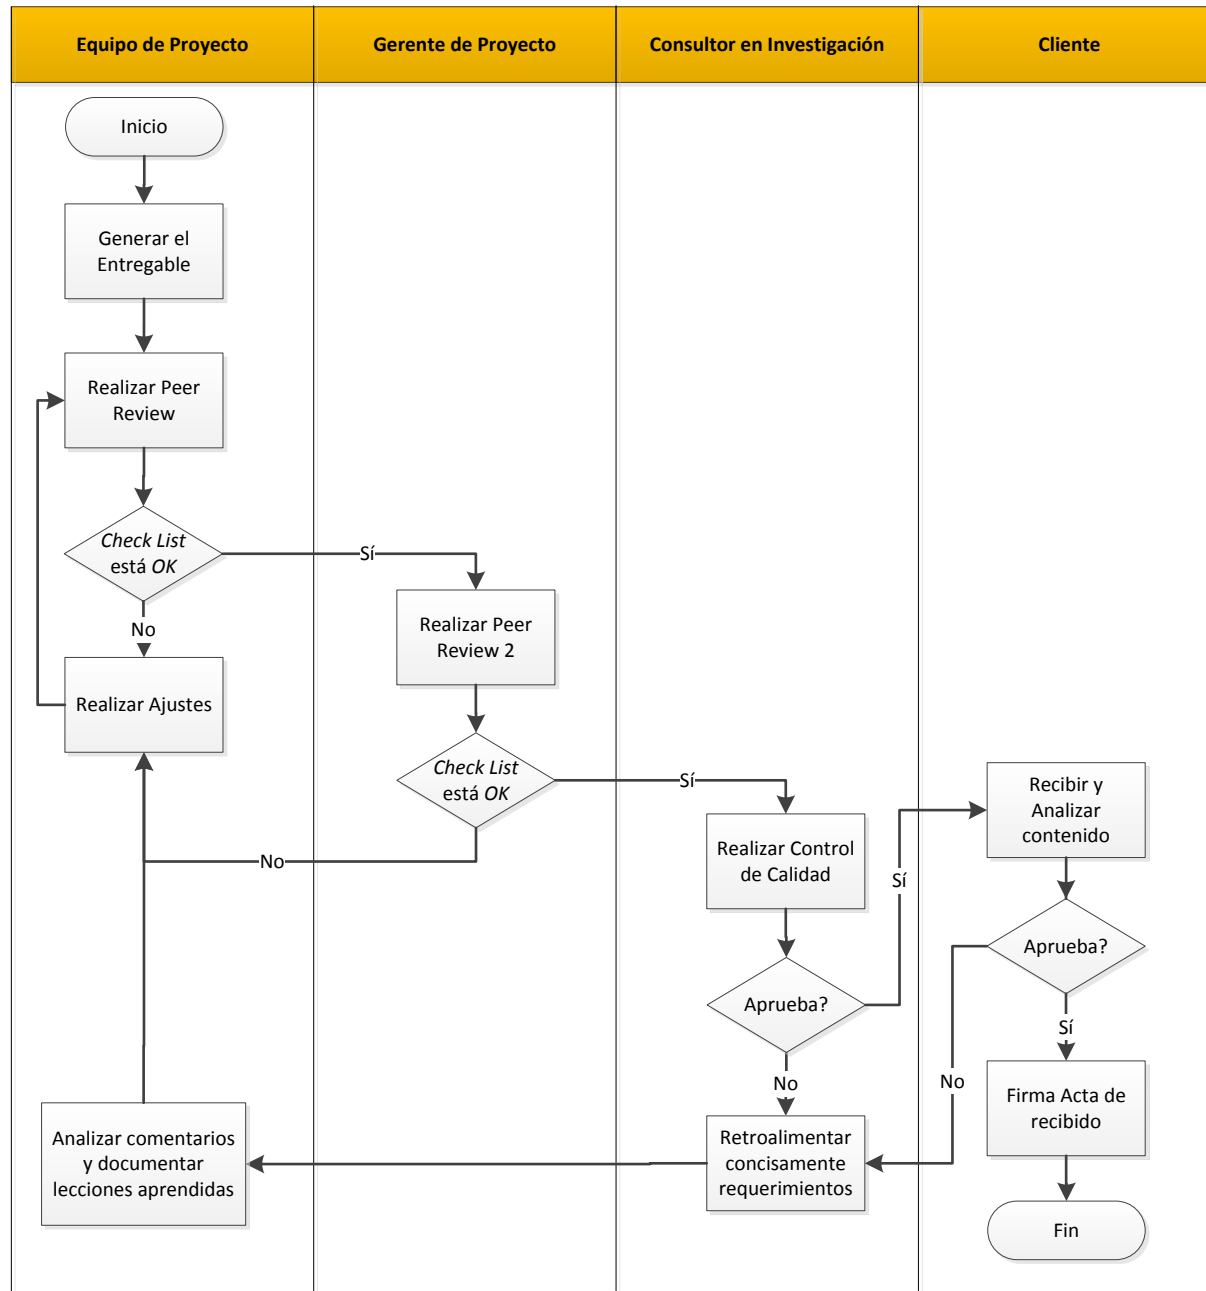 Equipo de Proyecto
Gerente de Proyecto
Consultor en Investigación
Cliente
Inicio
Generar el
Entregable
Realizar Peer
Review
Check List
está OK
Sí
No
Realizar Ajustes
Realizar Peer
Review 2
Check List
está OK
Sí
No
Realizar Control
de Calidad
Aprueba?
Sí
No
Recibir y
Analizar
contenido
Aprueba?
Sí
No
Firma Acta de
recibido
Fin
Retroalimentar
concisamente
requerimientos
Analizar comentarios
y documentar
lecciones aprendidas